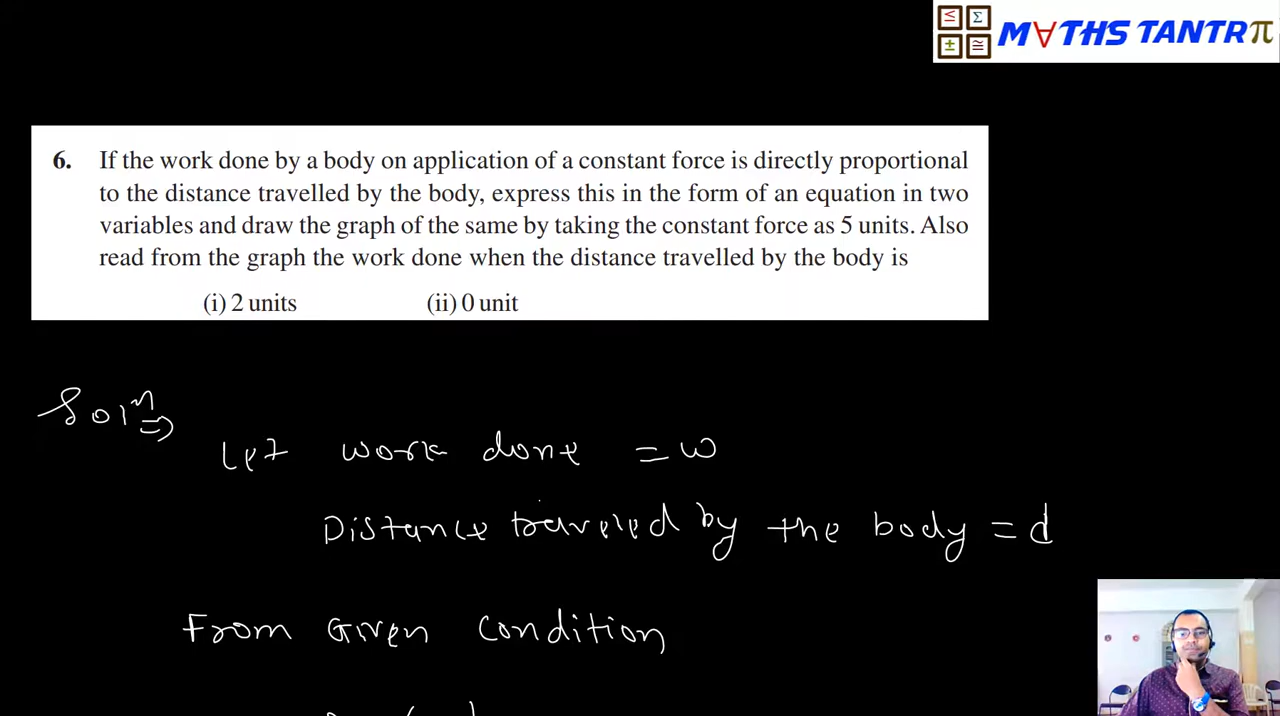 ≤ Σ
± ≅
M∀THS TANTRπ
6. If the work done by a body on application of a constant force is directly proportional
to the distance travelled by the body, express this in the form of an equation in two
variables and draw the graph of the same by taking the constant force as 5 units. Also
read from the graph the work done when the distance travelled by the body is
(i) 2 units (ii) 0 unit
Solⁿ ⇒
Let work done = w
Distance traveled by the body = d
From Given Condition